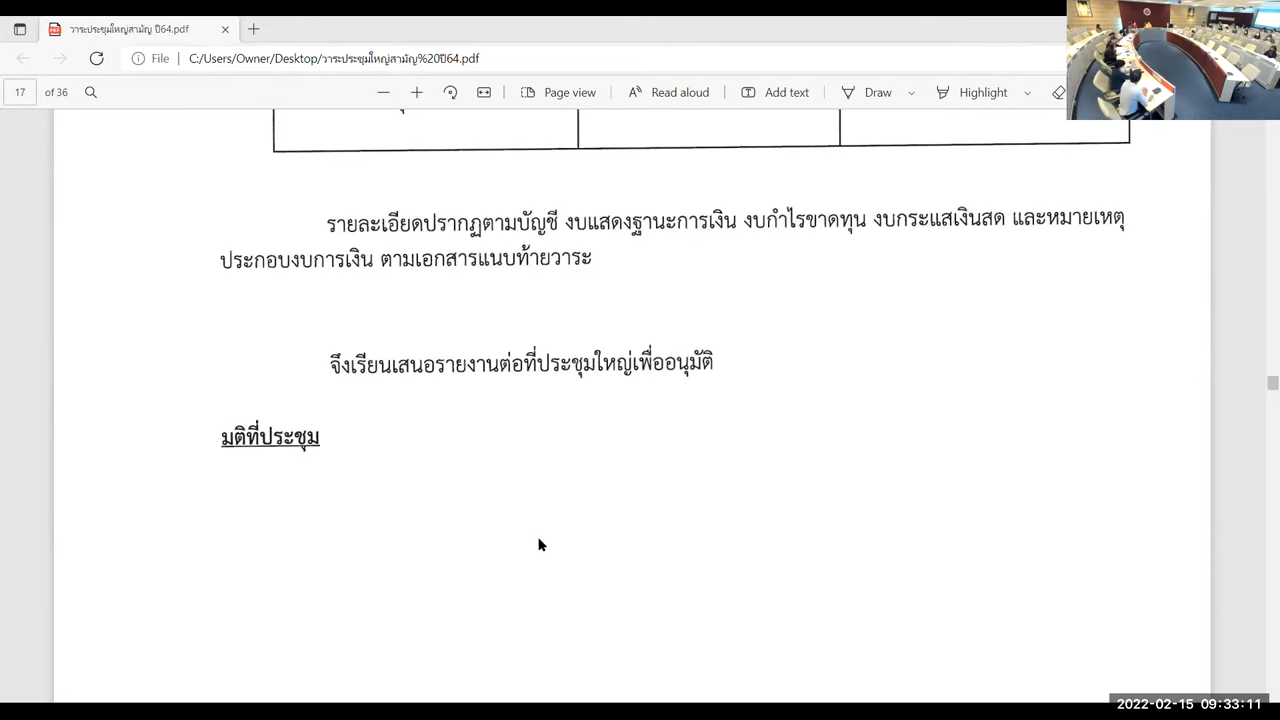 วาระประชุมใหญ่สามัญ ปี64.pdf
File
C:/Users/Owner/Desktop/วาระประชุมใหญ่สามัญ%20ปี64.pdf
17 of 36
Page view
Read aloud
Add text
Draw
Highlight
รายละเอียดปรากฏตามบัญชี งบแสดงฐานะการเงิน งบกำไรขาดทุน งบกระแสเงินสด และหมายเหตุ
ประกอบงบการเงิน ตามเอกสารแนบท้ายวาระ
จึงเรียนเสนอรายงานต่อที่ประชุมใหญ่เพื่ออนุมัติ
มติที่ประชุม
2022-02-15 09:33:11